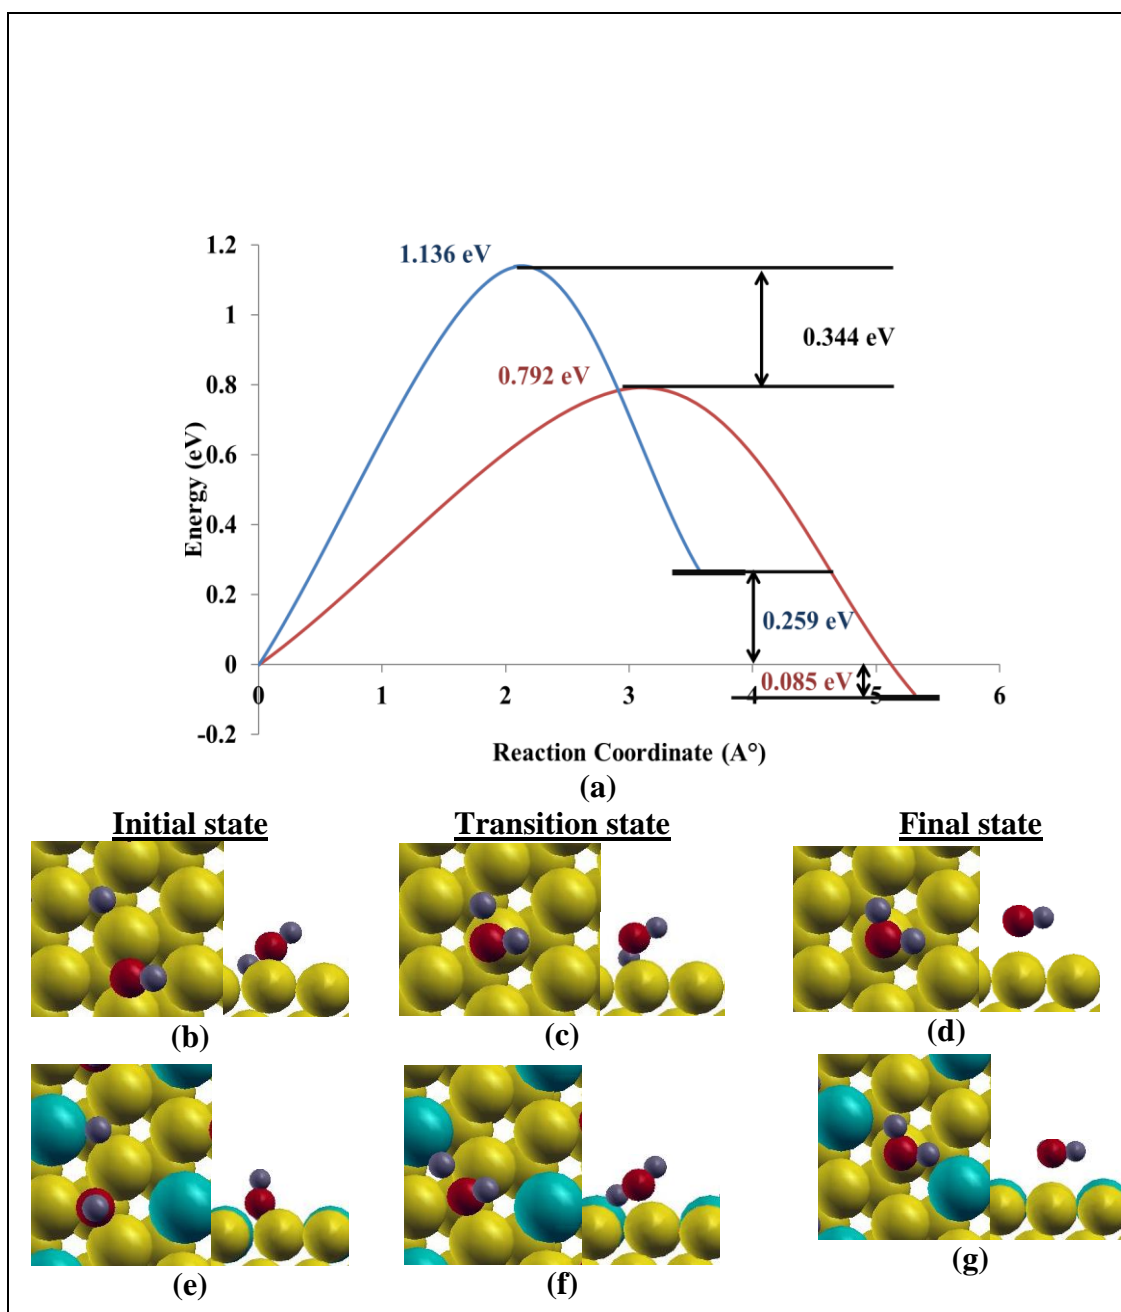 1.2
1.136 eV
1
0.344 eV
0.792 eV
0.8
Energy (eV)
0.6
0.4
0.2
0.259 eV
0
0.085 eV
0 1 2 3 4 5 6
-0.2
Reaction Coordinate (A°)
(a)
Initial state Transition state Final state
(b) (c) (d)
(e) (f) (g)